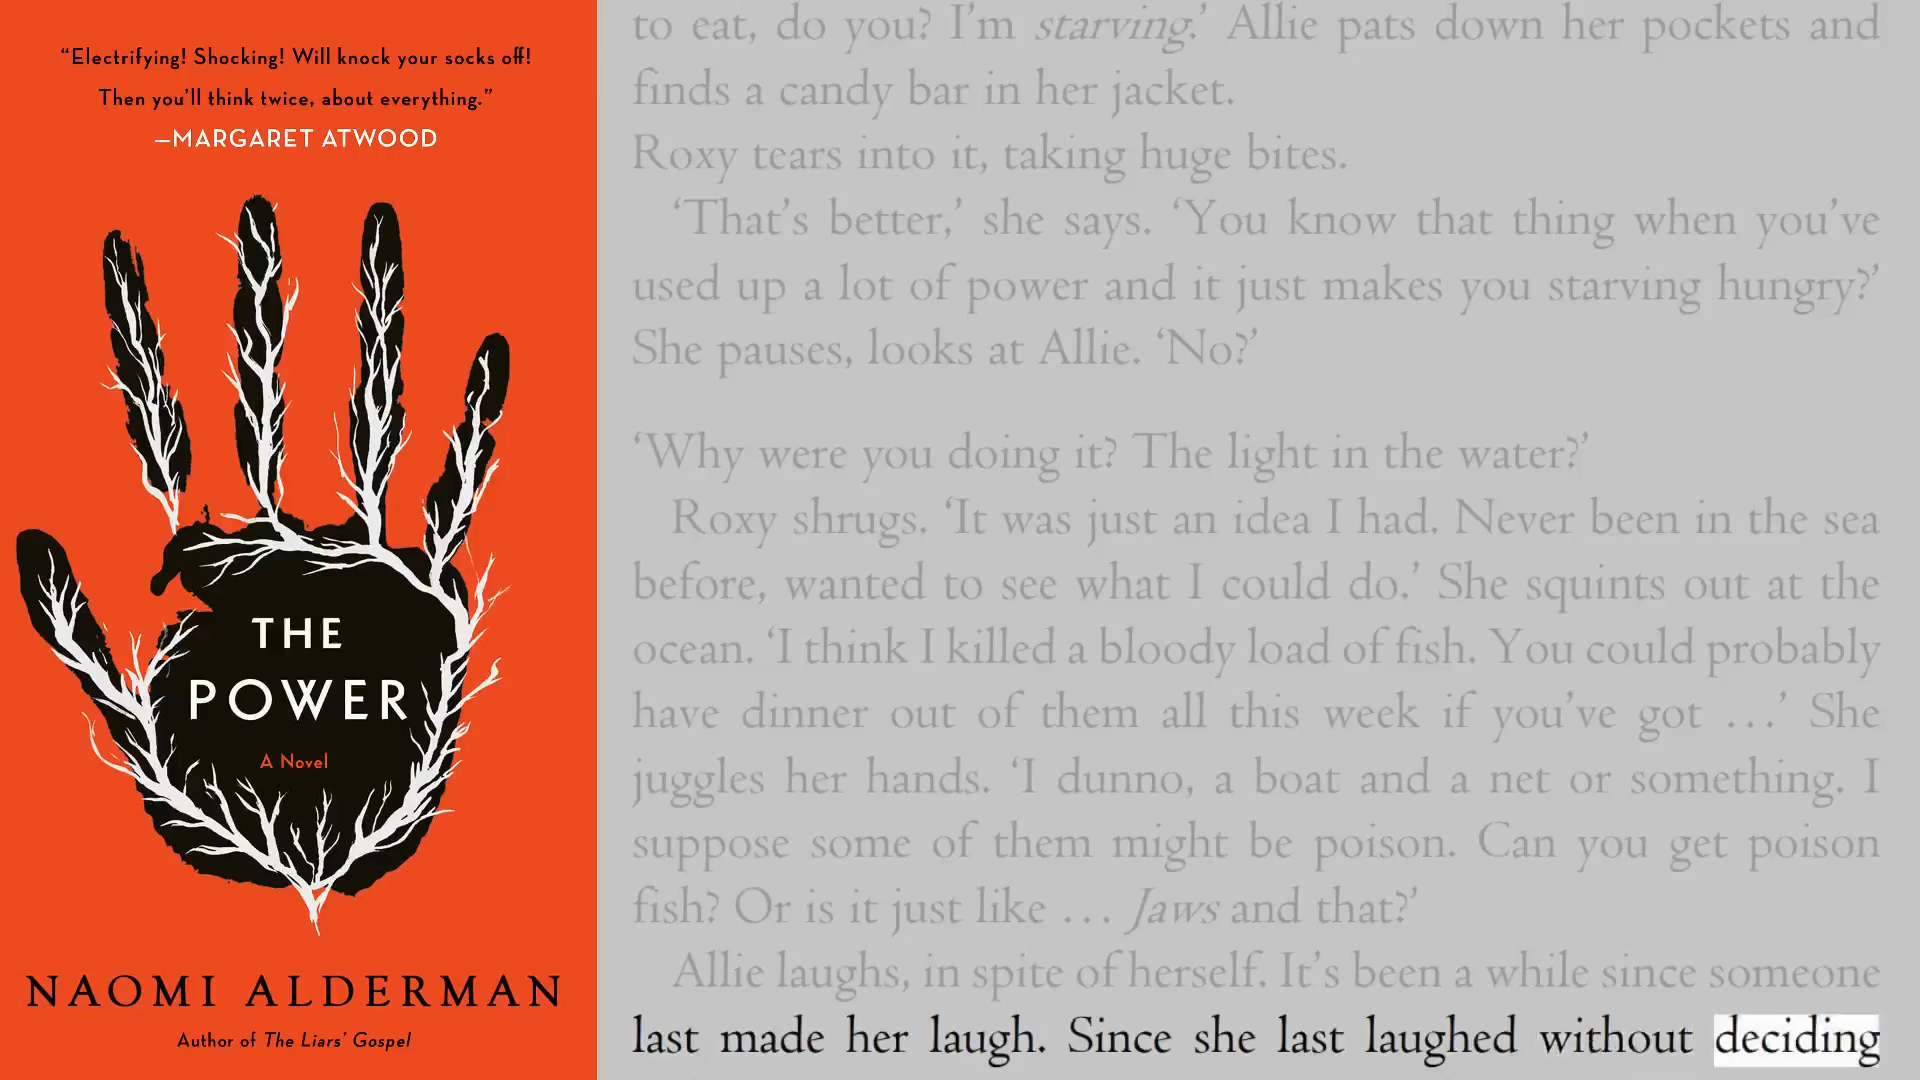 “Electrifying! Shocking! Will knock your socks off!
Then you’ll think twice, about everything.”
—MARGARET ATWOOD
THE
POWER
A Novel
NAOMI ALDERMAN
Author of The Liars’ Gospel
to eat, do you? I’m starving.’ Allie pats down her pockets and
finds a candy bar in her jacket.
Roxy tears into it, taking huge bites.
‘That’s better,’ she says. ‘You know that thing when you’ve
used up a lot of power and it just makes you starving hungry?’
She pauses, looks at Allie. ‘No?’
‘Why were you doing it? The light in the water?’
Roxy shrugs. ‘It was just an idea I had. Never been in the sea
before, wanted to see what I could do.’ She squints out at the
ocean. ‘I think I killed a bloody load of fish. You could probably
have dinner out of them all this week if you’ve got …’ She
juggles her hands. ‘I dunno, a boat and a net or something. I
suppose some of them might be poison. Can you get poison
fish? Or is it just like … Jaws and that?’
Allie laughs, in spite of herself. It’s been a while since someone
last made her laugh. Since she last laughed without deciding